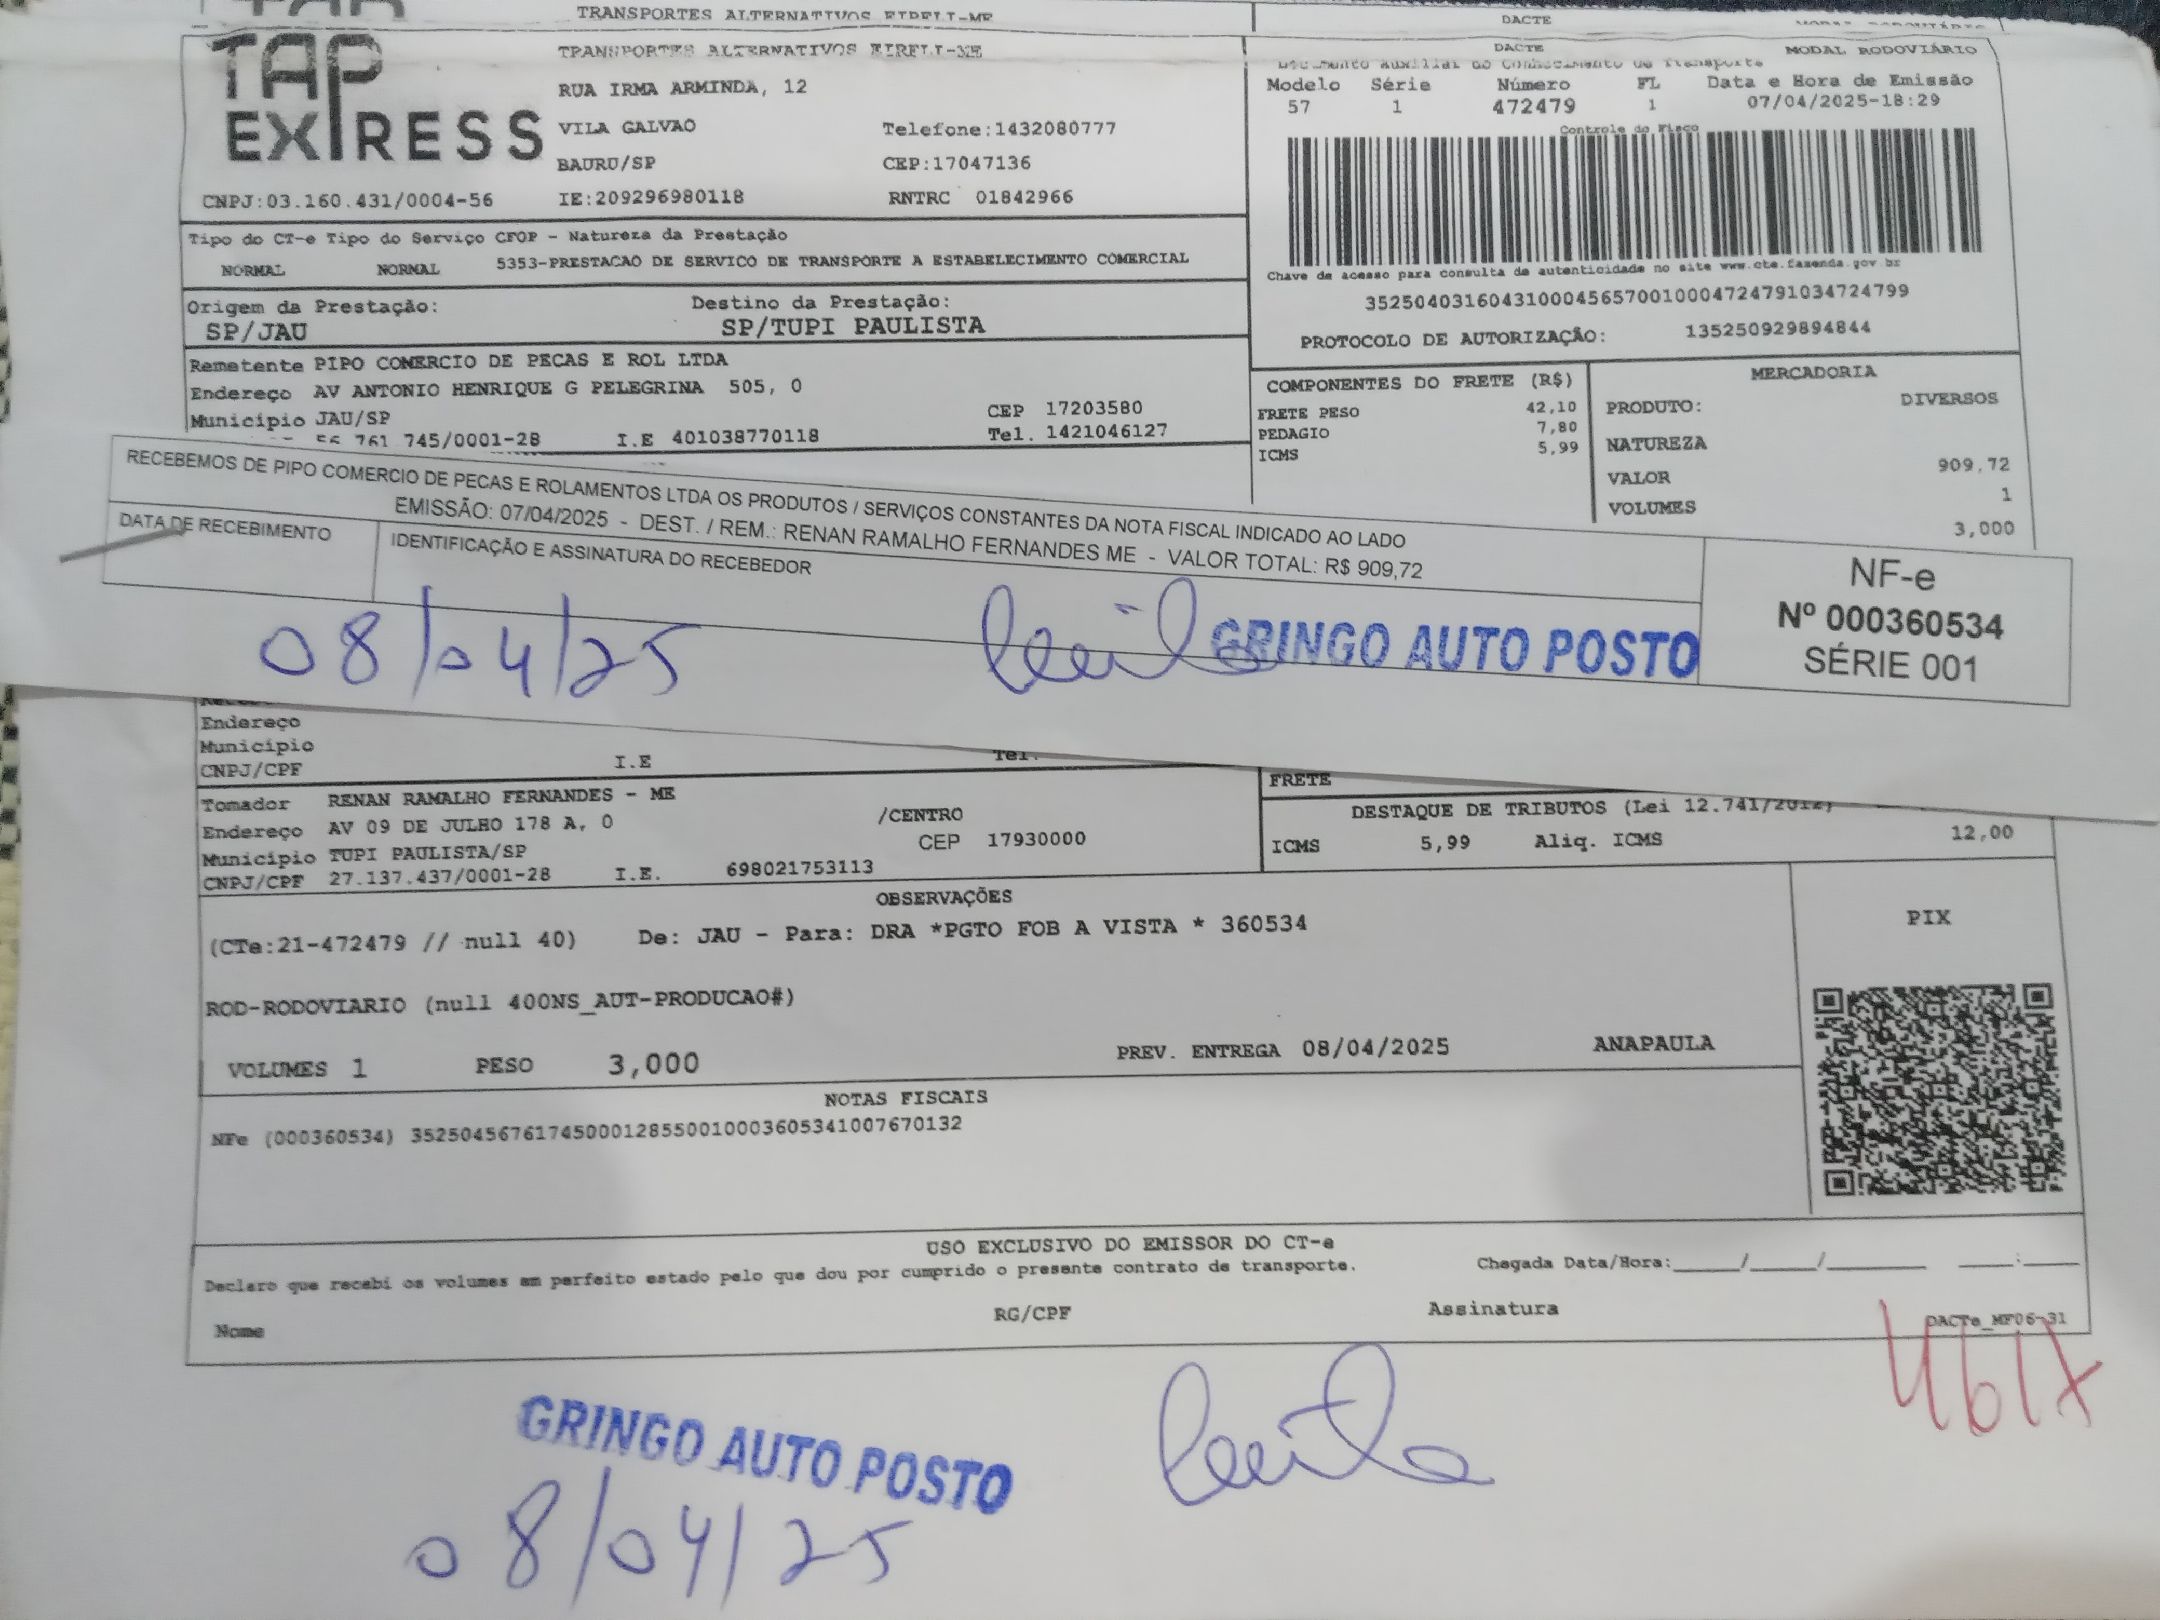 TRANSPORTES ALTERNATIVOS EIRELI-ME
DACTE
TAP
EXPRESS
TRANSPORTES ALTERNATIVOS EIRELI-ME
RUA IRMA ARMINDA, 12
VILA GALVAO
Telefone:1432080777
BAURU/SP
CEP:17047136
CNPJ:03.160.431/0004-56
IE:209296980118
RNTRC 01842966
DACTE
MODAL RODOVIÁRIO
Documento Auxiliar do Conhecimento de Transporte
Modelo Série Número FL Data e Hora de Emissão
57 1 472479 1 07/04/2025-18:29
Controle do Fisco
Chave de acesso para consulta de autenticidade no site www.cte.fazenda.gov.br
35250403160431000456570010004724791034724799
PROTOCOLO DE AUTORIZAÇÃO: 135250929894844
Tipo do CT-e Tipo do Serviço CFOP - Natureza da Prestação
NORMAL NORMAL 5353-PRESTACAO DE SERVICO DE TRANSPORTE A ESTABELECIMENTO COMERCIAL
Origem da Prestação: Destino da Prestação:
SP/JAU SP/TUPI PAULISTA
Remetente PIPO COMERCIO DE PECAS E ROL LTDA
Endereço AV ANTONIO HENRIQUE G PELEGRINA 505, 0
Município JAU/SP CEP 17203580
56.761.745/0001-28 I.E 401038770118 Tel. 1421046127
COMPONENTES DO FRETE (R$)
FRETE PESO 42,10
PEDAGIO 7,80
ICMS 5,99
MERCADORIA
PRODUTO: DIVERSOS
NATUREZA
VALOR 909,72
VOLUMES 1
3,000
RECEBEMOS DE PIPO COMERCIO DE PECAS E ROLAMENTOS LTDA OS PRODUTOS / SERVIÇOS CONSTANTES DA NOTA FISCAL INDICADO AO LADO
EMISSÃO: 07/04/2025 - DEST. / REM.: RENAN RAMALHO FERNANDES ME - VALOR TOTAL: R$ 909,72
DATA DE RECEBIMENTO
IDENTIFICAÇÃO E ASSINATURA DO RECEBEDOR
NF-e
Nº 000360534
SÉRIE 001
08/04/25
GRINGO AUTO POSTO
Endereço
Município
CNPJ/CPF I.E Tel.
FRETE
Tomador RENAN RAMALHO FERNANDES - ME
Endereço AV 09 DE JULHO 178 A, 0 /CENTRO
Município TUPI PAULISTA/SP CEP 17930000
CNPJ/CPF 27.137.437/0001-28 I.E. 698021753113
DESTAQUE DE TRIBUTOS (Lei 12.741/2012)
ICMS 5,99 Aliq. ICMS 12,00
OBSERVAÇÕES
(CTe:21-472479 // null 40) De: JAU - Para: DRA *PGTO FOB A VISTA * 360534
ROD-RODOVIARIO (null 400NS_AUT-PRODUCAO#)
VOLUMES 1 PESO 3,000 PREV. ENTREGA 08/04/2025 ANAPAULA
PIX
NOTAS FISCAIS
NFe (000360534) 35250456761745000128550010003605341007670132
USO EXCLUSIVO DO EMISSOR DO CT-e
Declaro que recebi os volumes em perfeito estado pelo que dou por cumprido o presente contrato de transporte.
Chegada Data/Hora:_____/_____/________ _____:_____
Nome RG/CPF Assinatura
DACTe_MF06-31
GRINGO AUTO POSTO
08/04/25